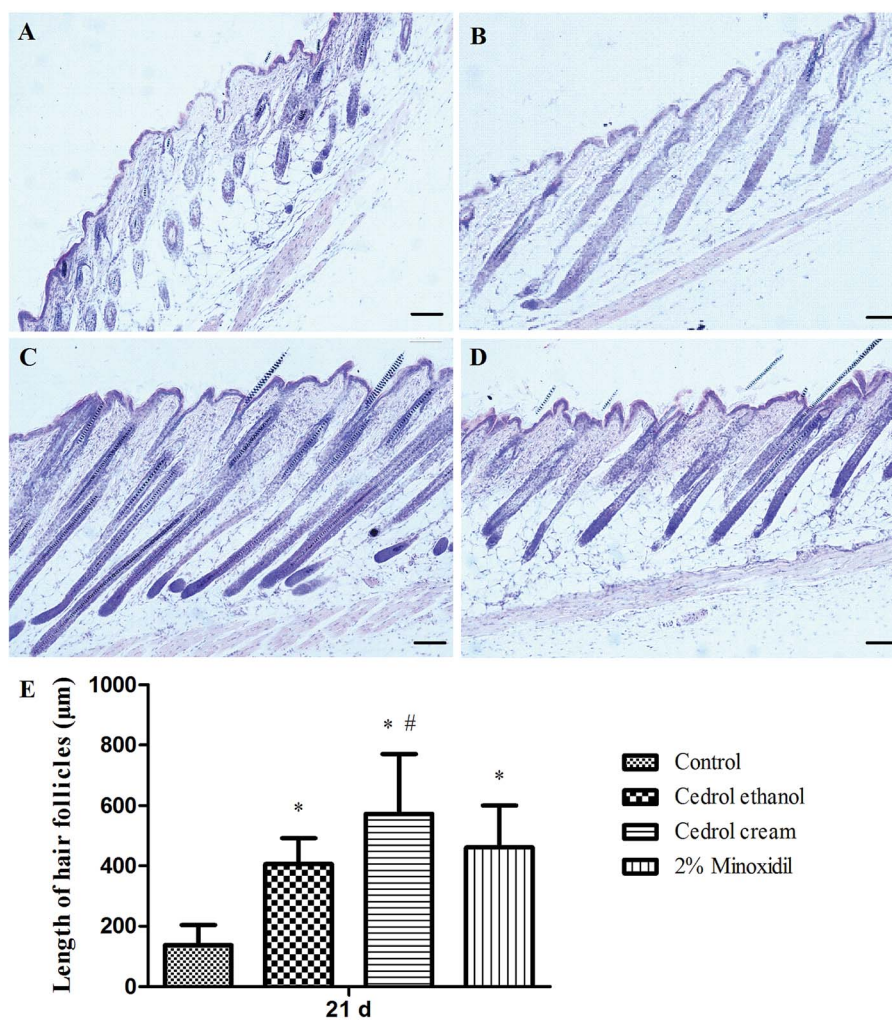 A
B
C
D
E
Length of hair follicles (μm)
1000
800
600
400
200
0
*
* #
*
21 d
Control
Cedrol ethanol
Cedrol cream
2% Minoxidil